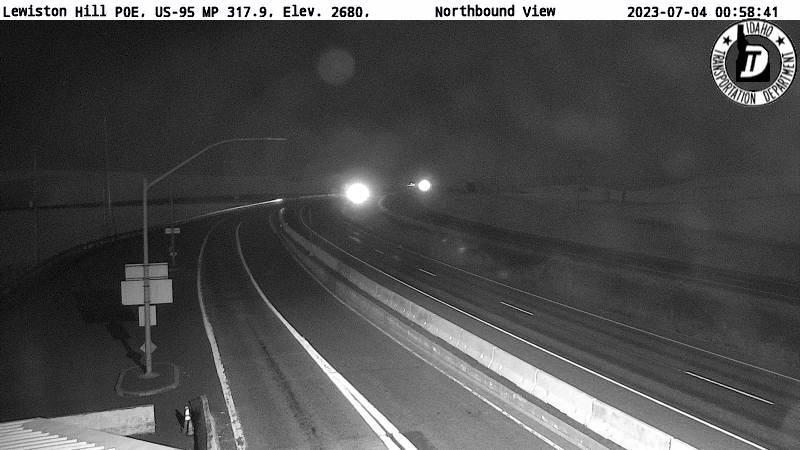 Lewiston Hill POE, US-95 MP 317.9, Elev. 2680, Northbound View 2023-07-04 00:58:41
IDAHO
TRANSPORTATION DEPARTMENT